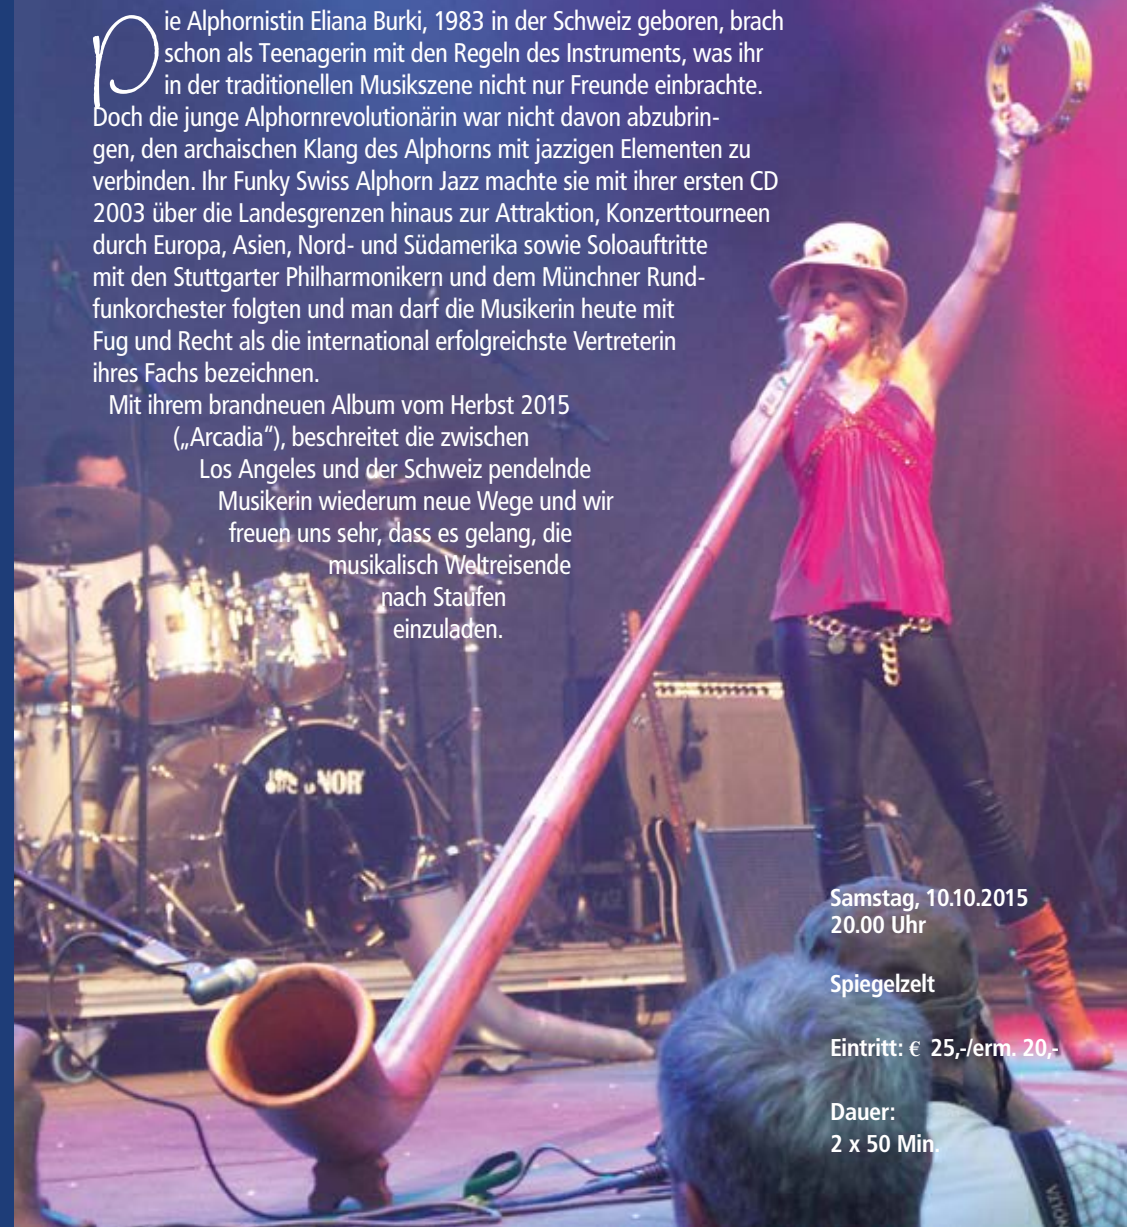 Die Alphornistin Eliana Burki, 1983 in der Schweiz geboren, brach
schon als Teenagerin mit den Regeln des Instruments, was ihr
in der traditionellen Musikszene nicht nur Freunde einbrachte.
Doch die junge Alphornrevolutionärin war nicht davon abzubrin-
gen, den archaischen Klang des Alphorns mit jazzigen Elementen zu
verbinden. Ihr Funky Swiss Alphorn Jazz machte sie mit ihrer ersten CD
2003 über die Landesgrenzen hinaus zur Attraktion, Konzerttourneen
durch Europa, Asien, Nord- und Südamerika sowie Soloauftritte
mit den Stuttgarter Philharmonikern und dem Münchner Rund-
funkorchester folgten und man darf die Musikerin heute mit
Fug und Recht als die international erfolgreichste Vertreterin
ihres Fachs bezeichnen.
Mit ihrem brandneuen Album vom Herbst 2015
(„Arcadia"), beschreitet die zwischen
Los Angeles und der Schweiz pendelnde
Musikerin wiederum neue Wege und wir
freuen uns sehr, dass es gelang, die
musikalisch Weltreisende
nach Staufen
einzuladen.
Samstag, 10.10.2015
20.00 Uhr
Spiegelzelt
Eintritt: € 25,-/erm. 20,-
Dauer:
2 x 50 Min.